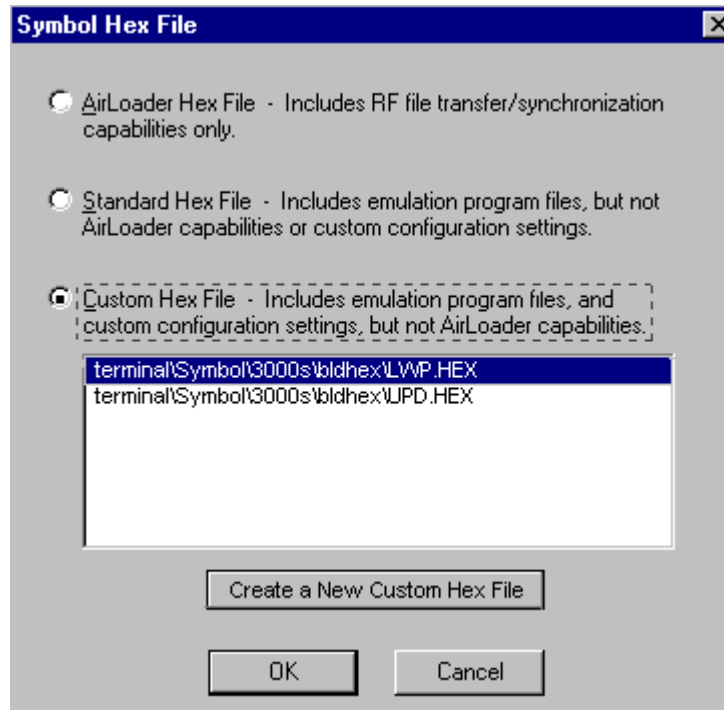 Symbol Hex File
AirLoader Hex File - Includes RF file transfer/synchronization
capabilities only.
Standard Hex File - Includes emulation program files, but not
AirLoader capabilities or custom configuration settings.
Custom Hex File - Includes emulation program files, and
custom configuration settings, but not AirLoader capabilities.
terminal\Symbol\3000s\bldhex\LWP.HEX
terminal\Symbol\3000s\bldhex\UPD.HEX
Create a New Custom Hex File
OK Cancel